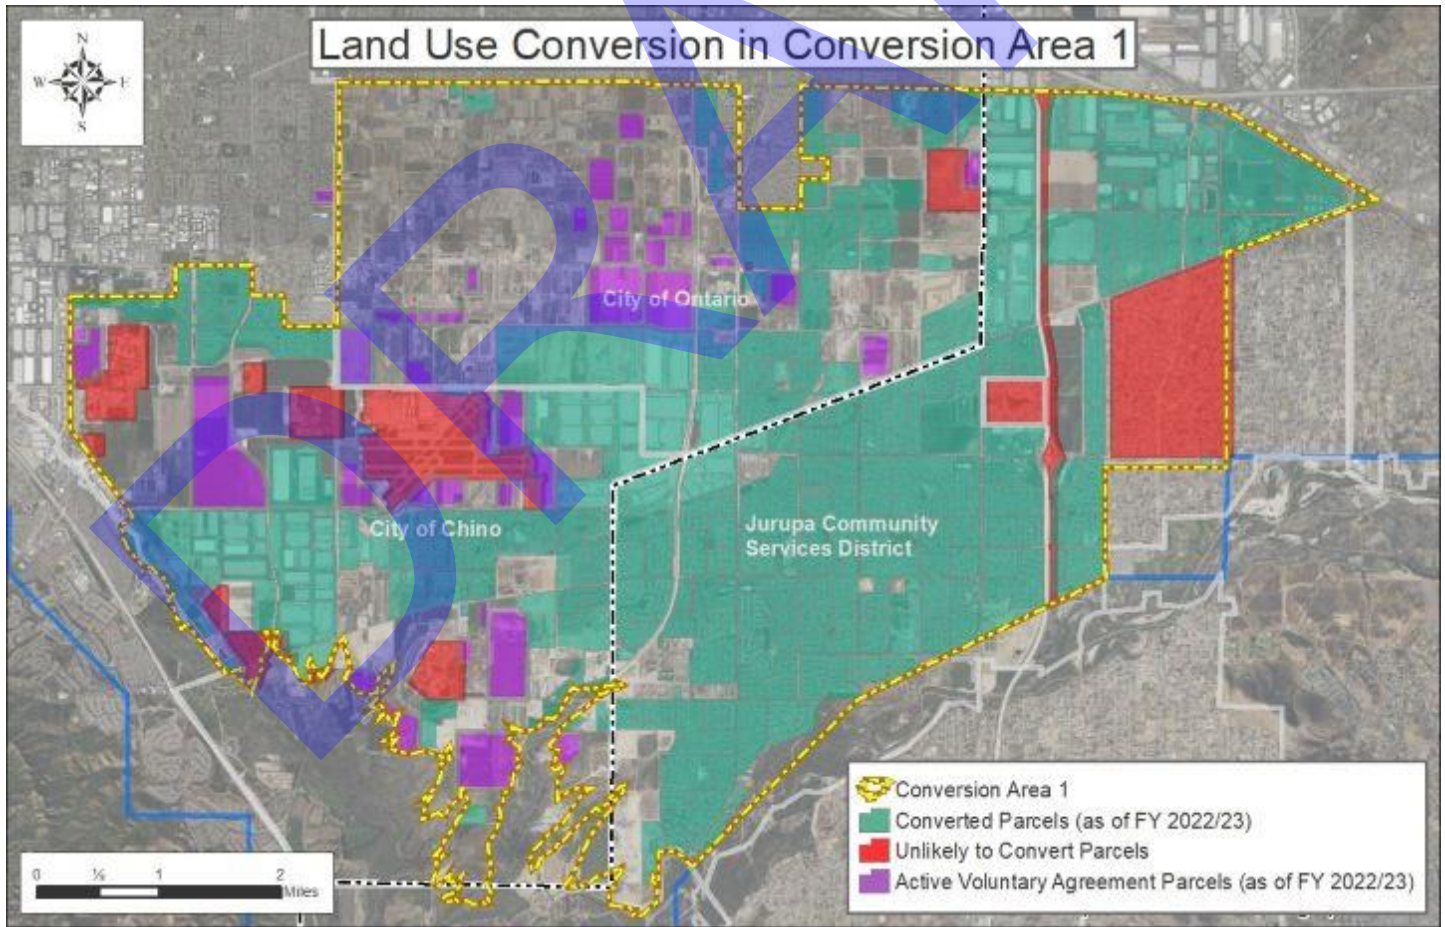 Land Use Conversion in Conversion Area 1
N
W E
S
City of Ontario
City of Chino
Jurupa Community
Services District
Conversion Area 1
Converted Parcels (as of FY 2022/23)
Unlikely to Convert Parcels
Active Voluntary Agreement Parcels (as of FY 2022/23)
0 ½ 1 2
Miles
DRA